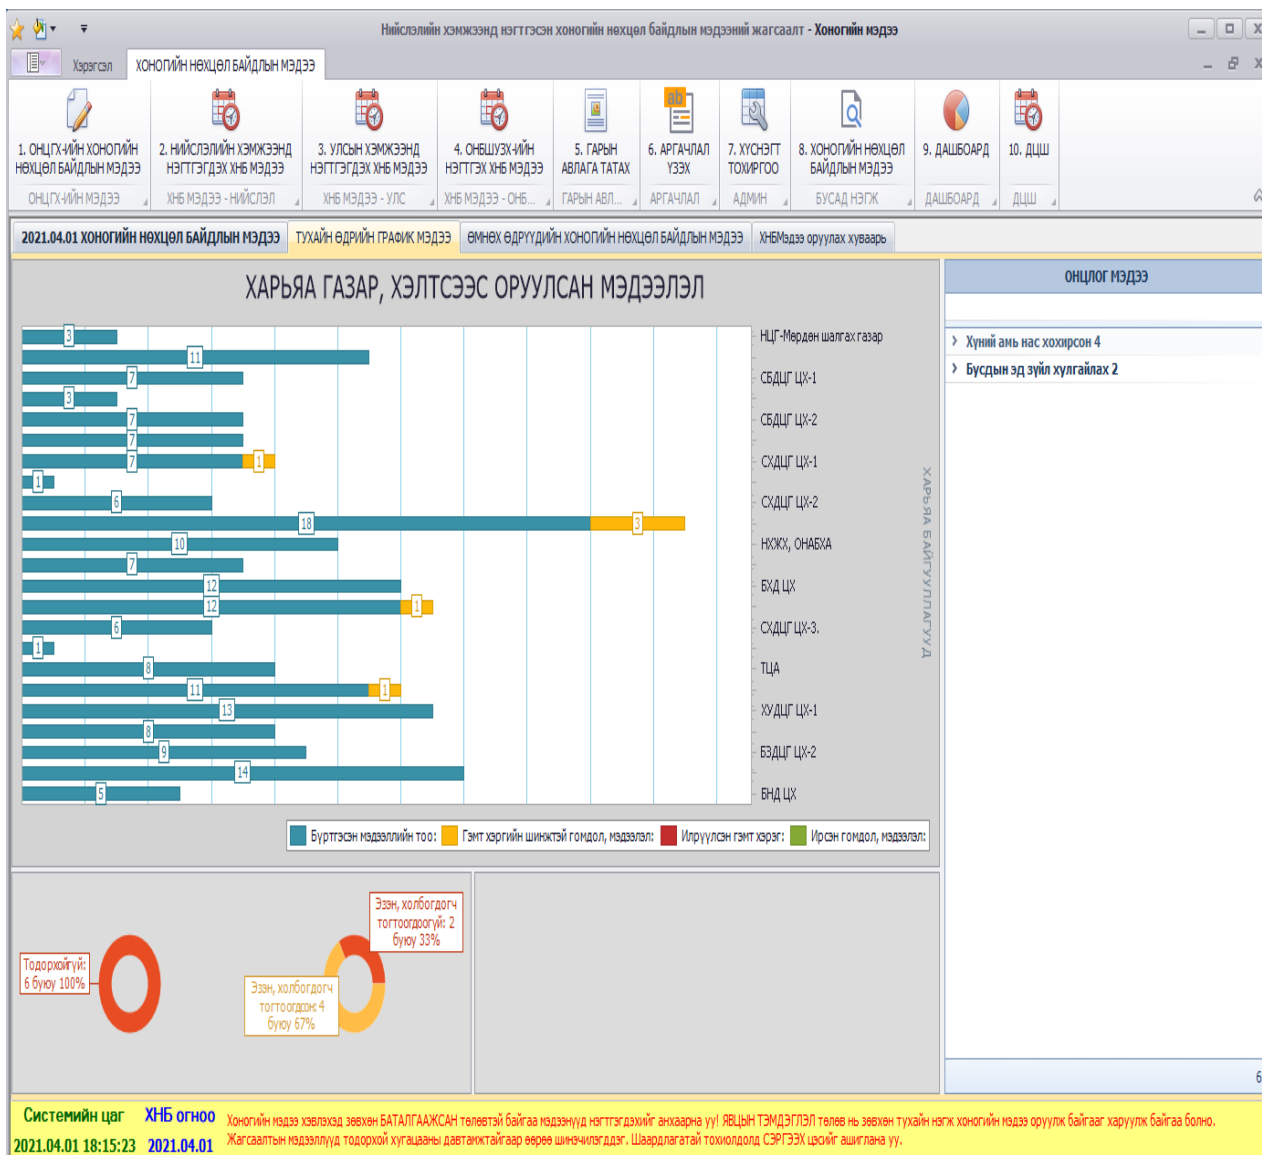 Нийслэлийн хэмжээнд нэгтгэсэн хоногийн нөхцөл байдлын мэдээний жагсаалт - Хоногийн мэдээ
Хэрэгсэл
ХОНОГИЙН НӨХЦӨЛ БАЙДЛЫН МЭДЭЭ
1. ОНЦГХ-ИЙН ХОНОГИЙН
НӨХЦӨЛ БАЙДЛЫН МЭДЭЭ
2. НИЙСЛЭЛИЙН ХЭМЖЭЭНД
НЭГТГЭГДЭХ ХНБ МЭДЭЭ
3. УЛСЫН ХЭМЖЭЭНД
НЭГТГЭГДЭХ ХНБ МЭДЭЭ
4. ОНБШУЗХ-ИЙН
НЭГТГЭХ ХНБ МЭДЭЭ
5. ГАРЫН
АВЛАГА ТАТАХ
6. АРГАЧЛАЛ
ҮЗЭХ
7. ХҮСНЭГТ
ТОХИРГОО
8. ХОНОГИЙН НӨХЦӨЛ
БАЙДЛЫН МЭДЭЭ
9. ДАШБОАРД
10. ДЦШ
ОНЦГХ-ИЙН МЭДЭЭ
ХНБ МЭДЭЭ - НИЙСЛЭЛ
ХНБ МЭДЭЭ - УЛС
ХНБ МЭДЭЭ - ОНБ...
ГАРЫН АВЛ...
АРГАЧЛАЛ
АДМИН
БУСАД НЭГЖ
ДАШБОАРД
ДЦШ
2021.04.01 ХОНОГИЙН НӨХЦӨЛ БАЙДЛЫН МЭДЭЭ
ТУХАЙН ӨДРИЙН ГРАФИК МЭДЭЭ
ӨМНӨХ ӨДРҮҮДИЙН ХОНОГИЙН НӨХЦӨЛ БАЙДЛЫН МЭДЭЭ
ХНБМэдээ оруулах хуваарь
ХАРЬЯА ГАЗАР, ХЭЛТСЭЭС ОРУУЛСАН МЭДЭЭЛЭЛ
3 НЦГ-Мөрдөн шалгах газар
11
7 СБДЦГ ЦХ-1
3
7 СБДЦГ ЦХ-2
7
7 1 СХДЦГ ЦХ-1
1
6 СХДЦГ ЦХ-2
18 3
10 НХЖХ, ОНАБХА
7
12 БХД ЦХ
12 1
6 СХДЦГ ЦХ-3.
1
8 ТЦА
11 1
13 ХУДЦГ ЦХ-1
8
9 БЗДЦГ ЦХ-2
14
5 БНД ЦХ
ХАРЬЯА БАЙГУУЛЛАГУУД
Бүртгэсэн мэдээллийн тоо: Гэмт хэргийн шинжтэй гомдол, мэдээлэл: Илрүүлсэн гэмт хэрэг: Ирсэн гомдол, мэдээлэл:
ОНЦЛОГ МЭДЭЭ
Хүний амь нас хохирсон 4
Бусдын эд зүйл хулгайлах 2
Тодорхойгүй:
6 буюу 100%
Эзэн, холбогдогч
тогтоогдоогүй: 2
буюу 33%
Эзэн, холбогдогч
тогтоогдсон: 4
буюу 67%
6
Системийн цаг
2021.04.01 18:15:23
ХНБ огноо
2021.04.01
Хоногийн мэдээ хэвлэхэд зөвхөн БАТАЛГААЖСАН төлөвтэй байгаа мэдээнүүд нэгтгэгдэхийг анхаарна уу! ЯВЦЫН ТЭМДЭГЛЭЛ төлөв нь зөвхөн тухайн нэгж хоногийн мэдээ оруулж байгааг харуулж байгаа болно.
Жагсаалтын мэдээллүүд тодорхой хугацааны давтамжтайгаар өөрөө шинэчлэгддэг. Шаардлагатай тохиолдолд СЭРГЭЭХ цэсийг ашиглана уу.